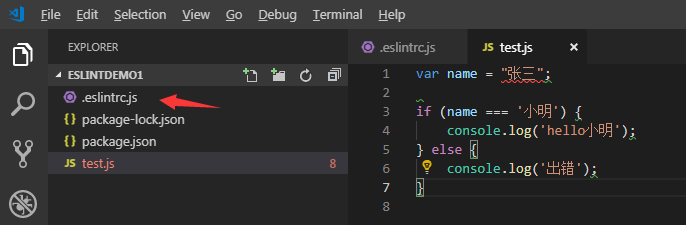 File Edit Selection View Go Debug Terminal Help
EXPLORER
ESLINTDEMO1
.eslintrc.js
{ } package-lock.json
{ } package.json
JS test.js 8
.eslintrc.js JS test.js ×
1 var name = "张三";
2
3 if (name === '小明') {
4 console.log('hello小明');
5 } else {
6 console.log('出错');
7 }
8